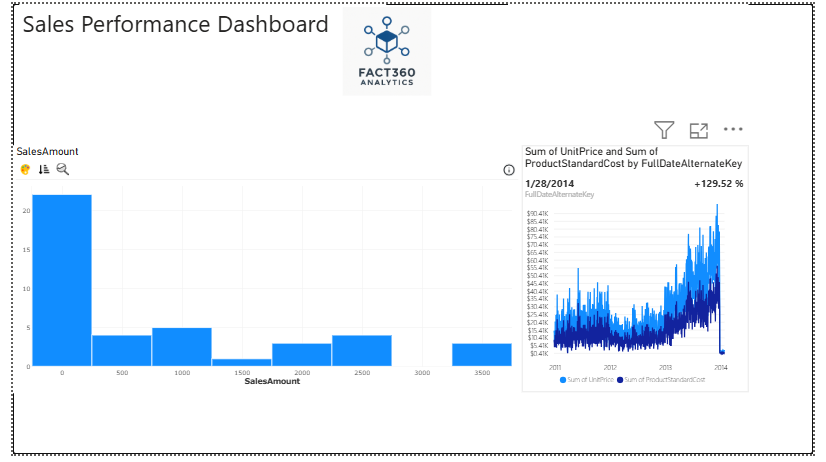 Sales Performance Dashboard
FACT360
ANALYTICS
SalesAmount
20
15
10
5
0
0 500 1000 1500 2000 2500 3000 3500
SalesAmount
Sum of UnitPrice and Sum of
ProductStandardCost by FullDateAlternateKey
1/28/2014 +129.52 %
FullDateAlternateKey
$90.41K
$85.41K
$80.41K
$75.41K
$70.41K
$65.41K
$60.41K
$55.41K
$50.41K
$45.41K
$40.41K
$35.41K
$30.41K
$25.41K
$20.41K
$15.41K
$10.41K
$5.41K
$0.41K
2011 2012 2013 2014
Sum of UnitPrice Sum of ProductStandardCost